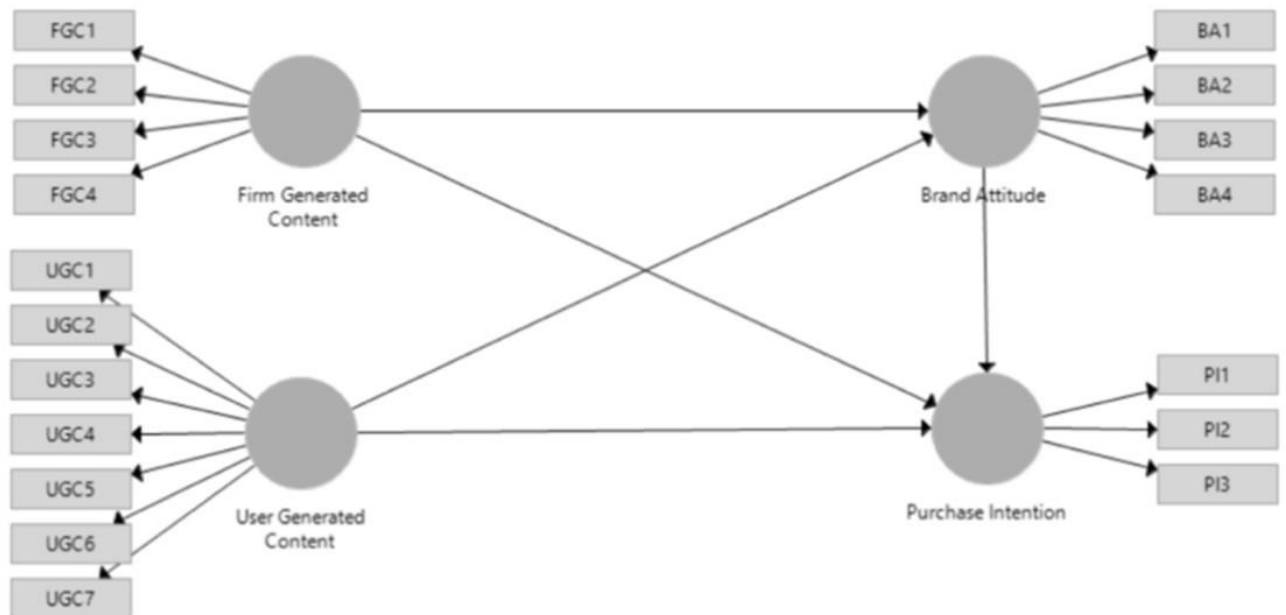 FGC1
FGC2
FGC3
FGC4
Firm Generated
Content
BA1
BA2
BA3
BA4
Brand Attitude
UGC1
UGC2
UGC3
UGC4
UGC5
UGC6
UGC7
User Generated
Content
PI1
PI2
PI3
Purchase Intention